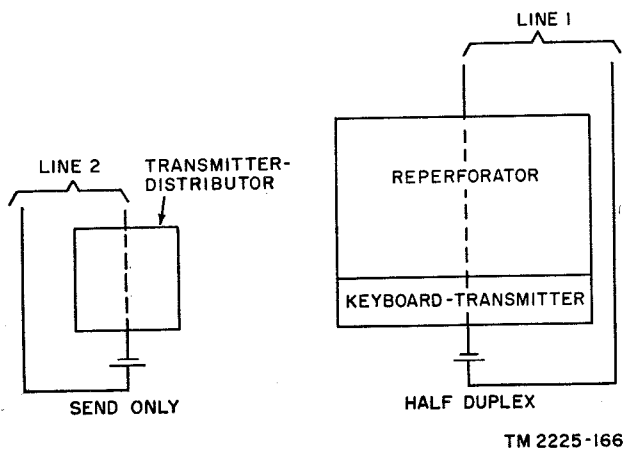 LINE 1
LINE 2
TRANSMITTER-
DISTRIBUTOR
REPERFORATOR
KEYBOARD-TRANSMITTER
SEND ONLY
HALF DUPLEX
TM 2225-166